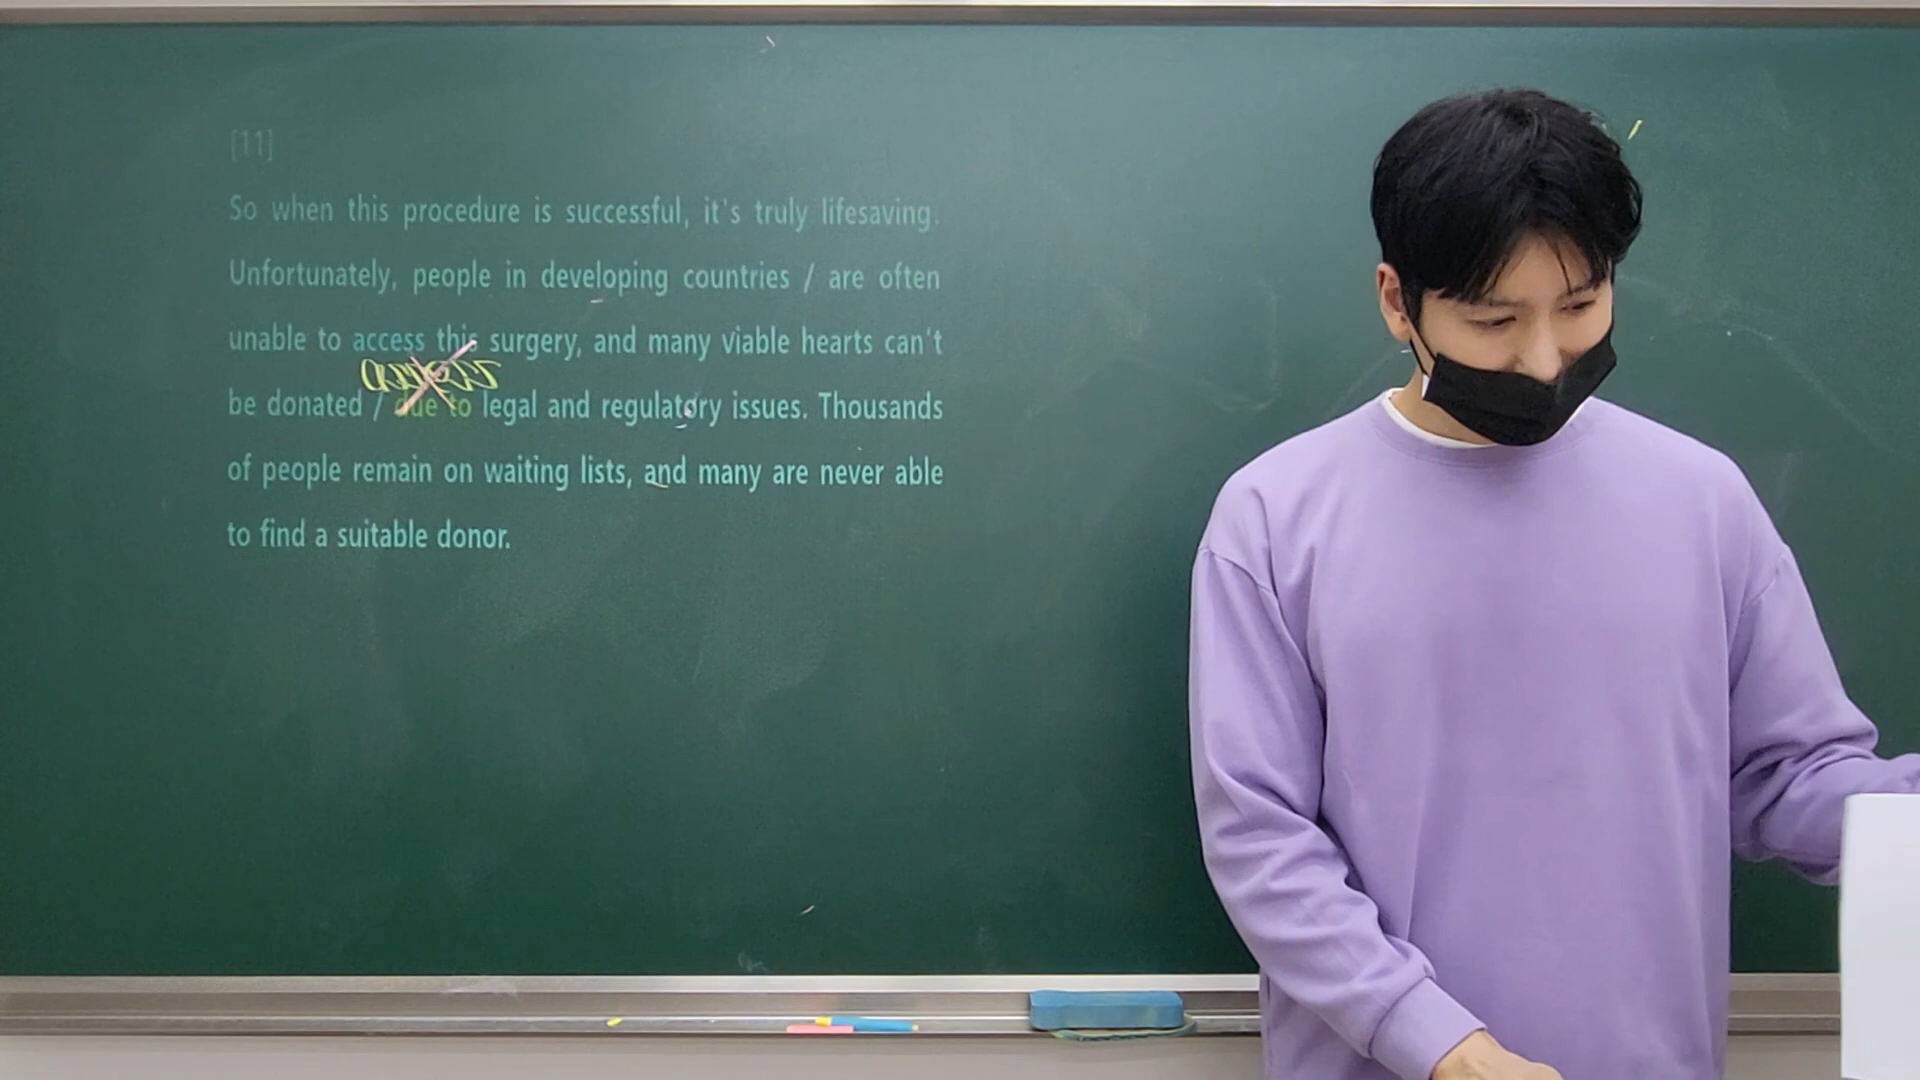 [11]
So when this procedure is successful, it's truly lifesaving.
Unfortunately, people in developing countries / are often
unable to access this surgery, and many viable hearts can't
be donated / due to legal and regulatory issues. Thousands
of people remain on waiting lists, and many are never able
to find a suitable donor.